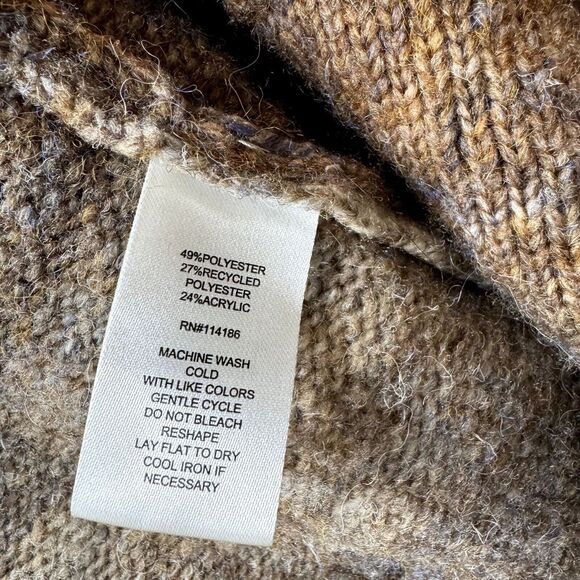 49%POLYESTER
27%RECYCLED
POLYESTER
24%ACRYLIC
RN#114186
MACHINE WASH
COLD
WITH LIKE COLORS
GENTLE CYCLE
DO NOT BLEACH
RESHAPE
LAY FLAT TO DRY
COOL IRON IF
NECESSARY